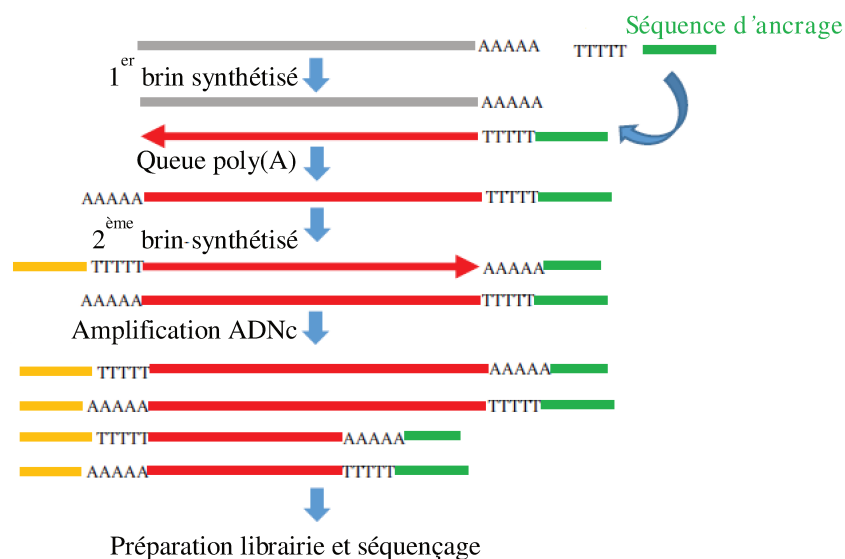 Séquence d'ancrage
AAAAA TTTTT
1er brin synthétisé
AAAAA
TTTTT
Queue poly(A)
AAAAA TTTTT
2ème brin-synthétisé
TTTTT AAAAA
AAAAA TTTTT
Amplification ADNc
TTTTT AAAAA
AAAAA TTTTT
TTTTT AAAAA
AAAAA TTTTT
Préparation librairie et séquençage